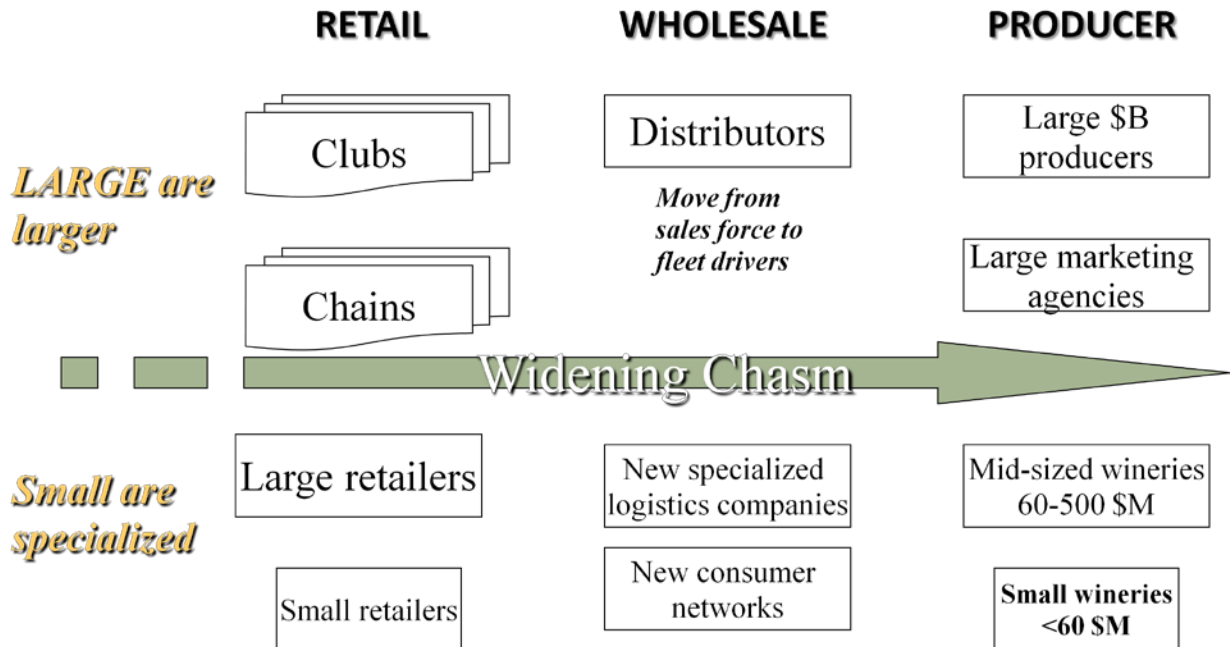 RETAIL
WHOLESALE
PRODUCER
LARGE are
larger
Clubs
Chains
Distributors
Move from
sales force to
fleet drivers
Large $B
producers
Large marketing
agencies
Widening Chasm
Small are
specialized
Large retailers
Small retailers
New specialized
logistics companies
New consumer
networks
Mid-sized wineries
60-500 $M
Small wineries
<60 $M